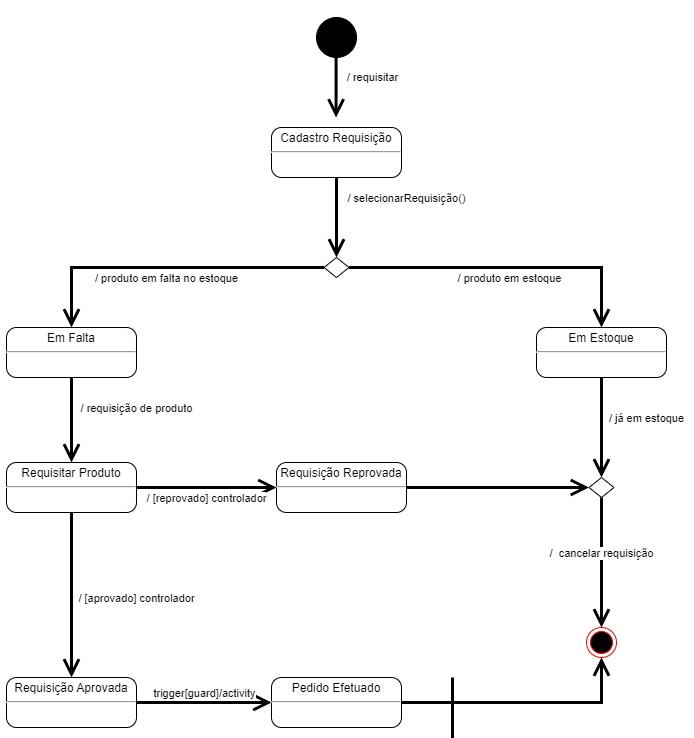 / requisitar
Cadastro Requisição
/ selecionarRequisição()
/ produto em falta no estoque
/ produto em estoque
Em Falta
Em Estoque
/ requisição de produto
/ já em estoque
Requisitar Produto
Requisição Reprovada
/ [reprovado] controlador
/  cancelar requisição
/ [aprovado] controlador
Requisição Aprovada
trigger[guard]/activity
Pedido Efetuado